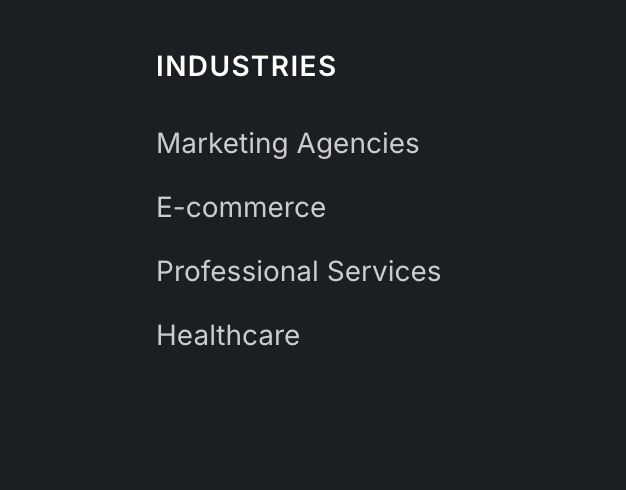 INDUSTRIES
Marketing Agencies
E-commerce
Professional Services
Healthcare